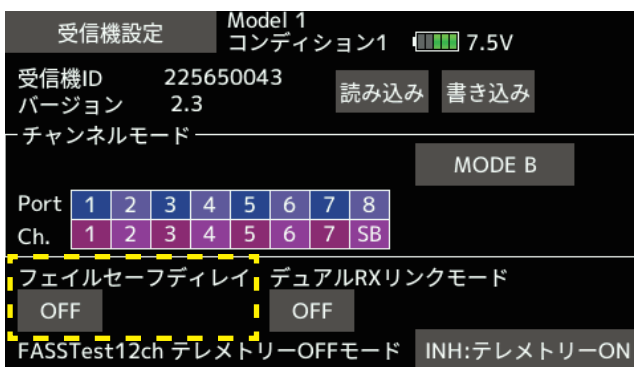 受信機設定 Model 1
コンディション1 7.5V
受信機ID 225650043
バージョン 2.3 読み込み 書き込み
チャンネルモード
MODE B
Port 1 2 3 4 5 6 7 8
Ch. 1 2 3 4 5 6 7 SB
フェイルセーフディレイ デュアルRXリンクモード
OFF OFF
FASSTest12ch テレメトリーOFFモード INH:テレメトリーON